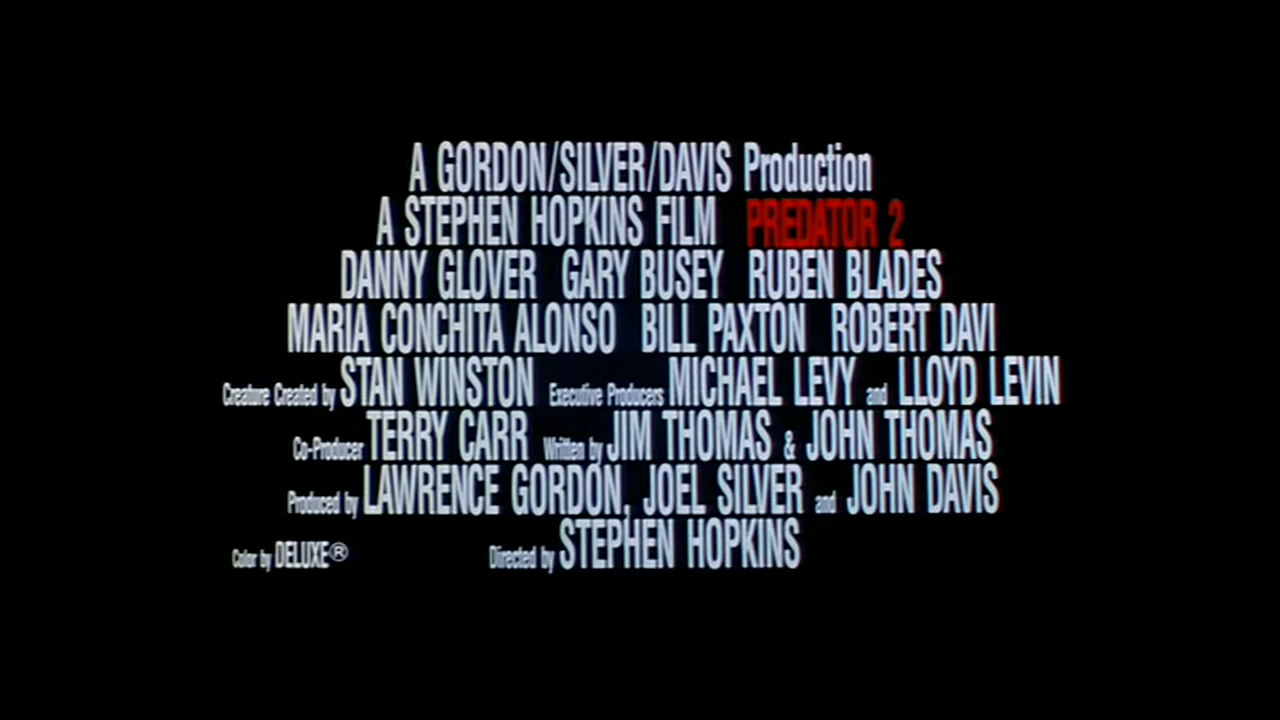 A GORDON/SILVER/DAVIS Production
A STEPHEN HOPKINS FILM PREDATOR 2
DANNY GLOVER GARY BUSEY RUBEN BLADES
MARIA CONCHITA ALONSO BILL PAXTON ROBERT DAVI
Creature Created by STAN WINSTON Executive Producers MICHAEL LEVY and LLOYD LEVIN
Co-Producer TERRY CARR Written by JIM THOMAS & JOHN THOMAS
Produced by LAWRENCE GORDON, JOEL SILVER and JOHN DAVIS
Color by DELUXE® Directed by STEPHEN HOPKINS